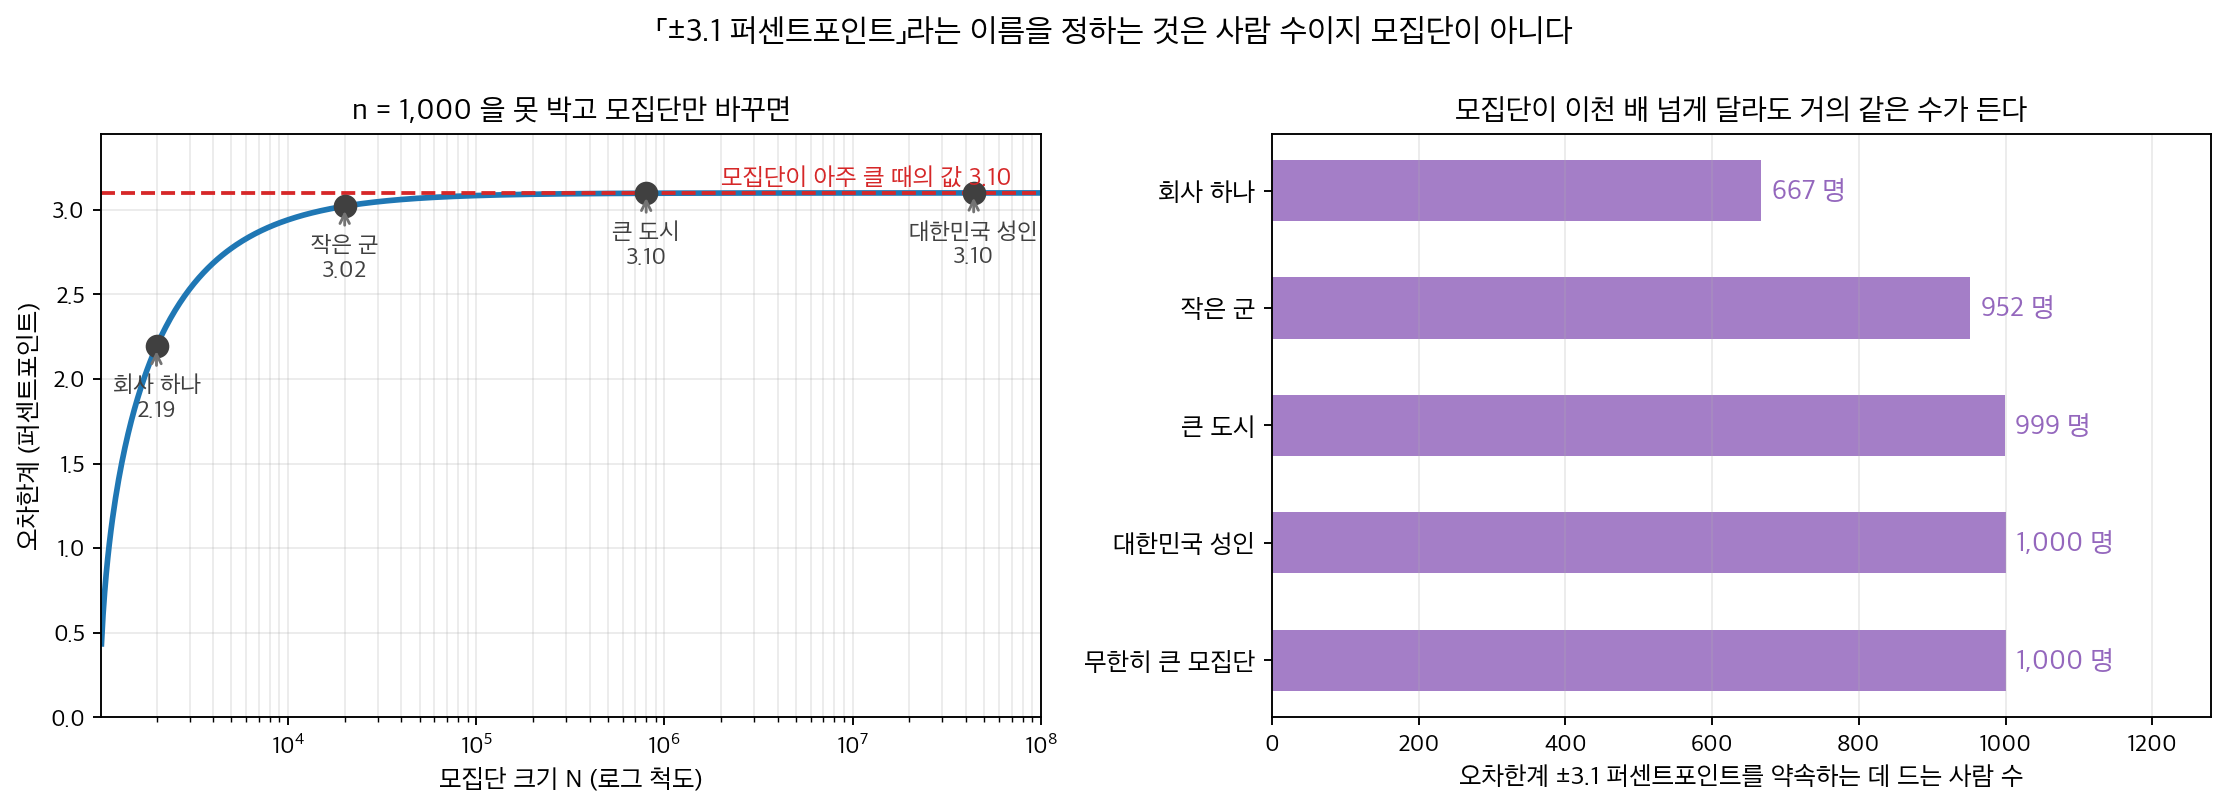 「±3.1 퍼센트포인트」라는 이름을 정하는 것은 사람 수이지 모집단이 아니다
n = 1,000 을 못 박고 모집단만 바꾸면
오차한계 (퍼센트포인트)
3.0
2.5
2.0
1.5
1.0
0.5
0.0
모집단이 아주 클 때의 값 3.10
회사 하나
2.19
작은 군
3.02
큰 도시
3.10
대한민국 성인
3.10
10⁴
10⁵
10⁶
10⁷
10⁸
모집단 크기 N (로그 척도)
모집단이 이천 배 넘게 달라도 거의 같은 수가 든다
회사 하나
667 명
작은 군
952 명
큰 도시
999 명
대한민국 성인
1,000 명
무한히 큰 모집단
1,000 명
0
200
400
600
800
1000
1200
오차한계 ±3.1 퍼센트포인트를 약속하는 데 드는 사람 수